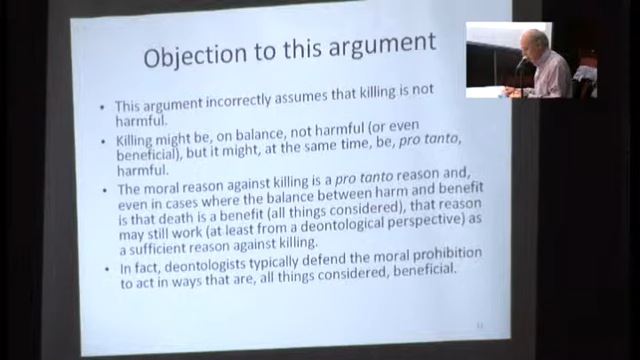 Objection to this argument
• This argument incorrectly assumes that killing is not
harmful.
• Killing might be, on balance, not harmful (or even
beneficial), but it might, at the same time, be, pro tanto,
harmful.
• The moral reason against killing is a pro tanto reason and,
even in cases where the balance between harm and benefit
is that death is a benefit (all things considered), that reason
may still work (at least from a deontological perspective) as
a sufficient reason against killing.
• In fact, deontologists typically defend the moral prohibition
to act in ways that are, all things considered, beneficial.